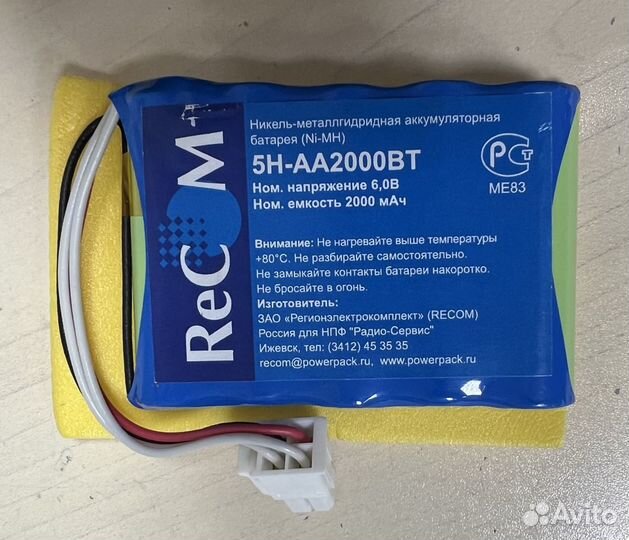 ReCOM+
Никель-металлгидридная аккумуляторная
батарея (Ni-MH)
5H-AA2000BT
Ном. напряжение 6,0В
Ном. емкость 2000 мАч
РСТ
МЕ83
Внимание: Не нагревайте выше температуры
+80°C. Не разбирайте самостоятельно.
Не замыкайте контакты батареи накоротко.
Не бросайте в огонь.
Изготовитель:
ЗАО «Регионэлектрокомплект» (RECOM)
Россия для НПФ "Радио-Сервис"
Ижевск, тел: (3412) 45 35 35
recom@powerpack.ru, www.powerpack.ru
Avito